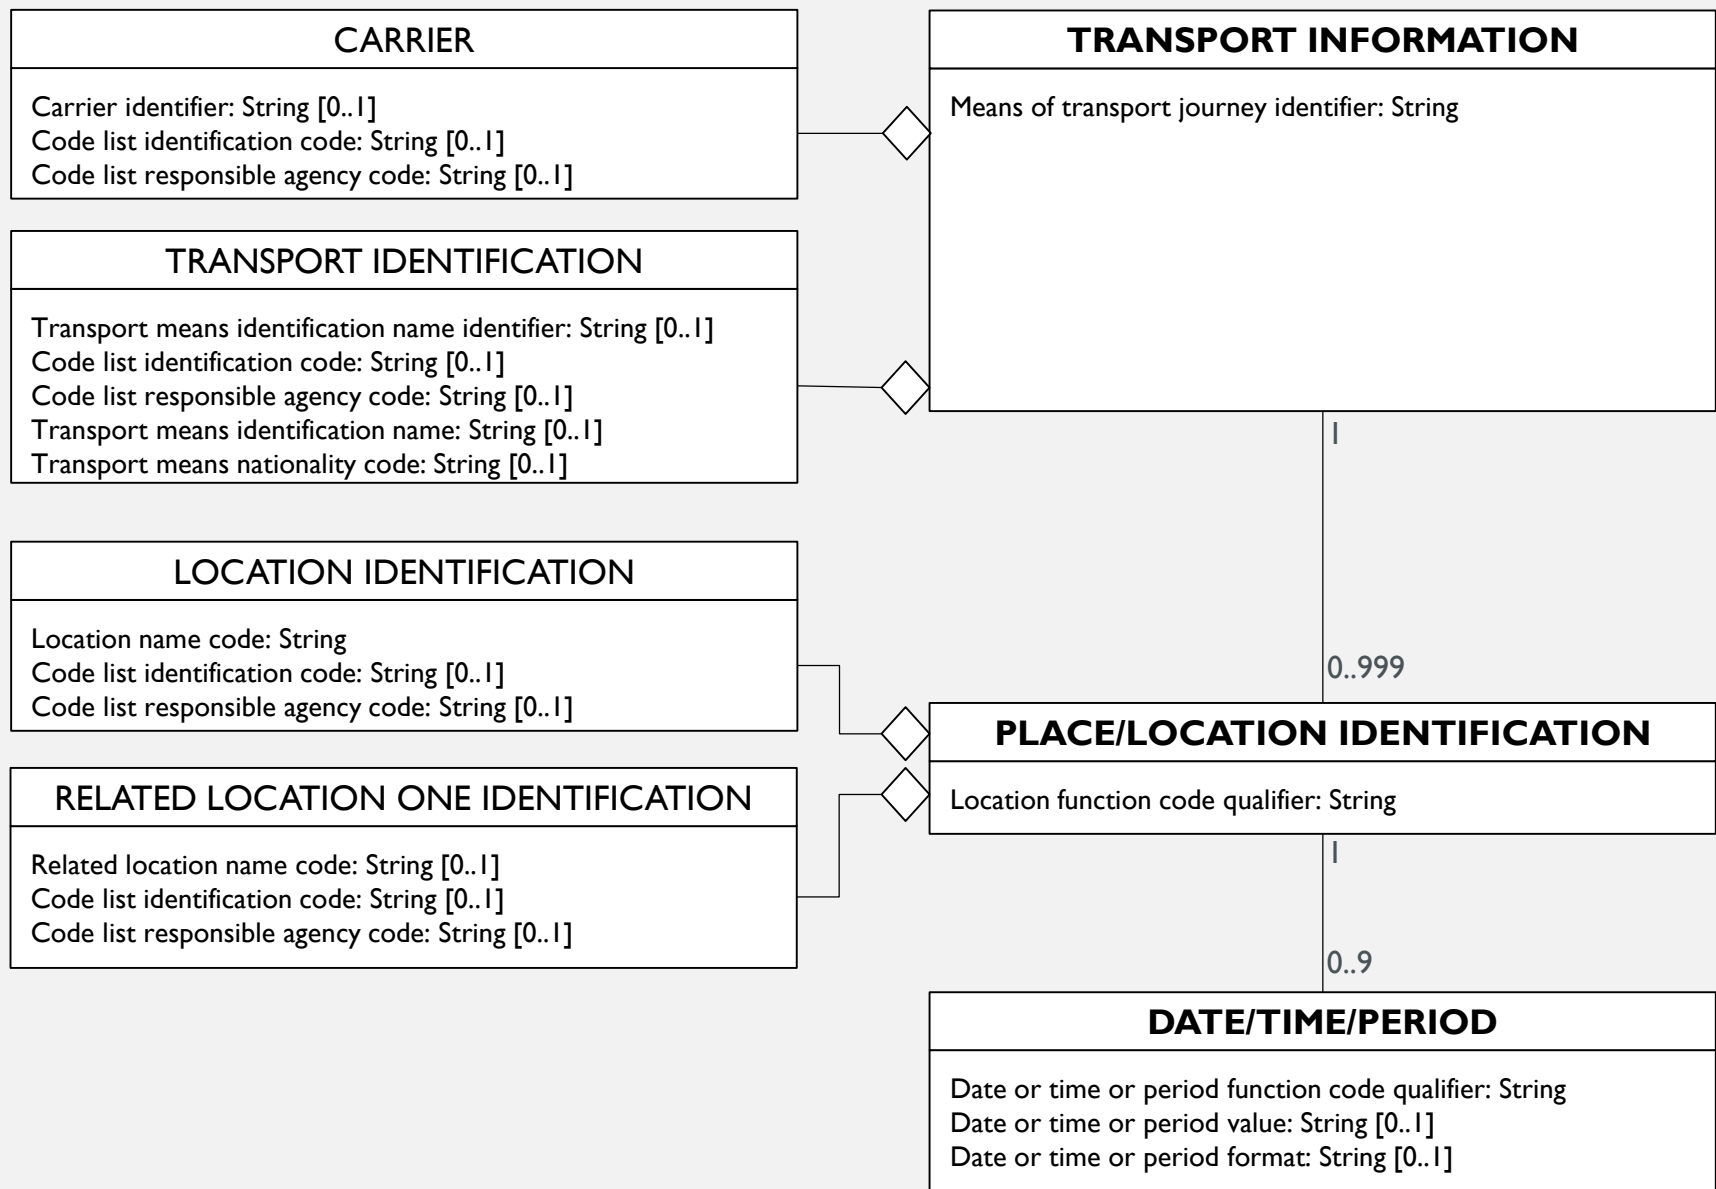 CARRIER
Carrier identifier: String [0..1]
Code list identification code: String [0..1]
Code list responsible agency code: String [0..1]
TRANSPORT INFORMATION
Means of transport journey identifier: String
TRANSPORT IDENTIFICATION
Transport means identification name identifier: String [0..1]
Code list identification code: String [0..1]
Code list responsible agency code: String [0..1]
Transport means identification name: String [0..1]
Transport means nationality code: String [0..1]
1
0..999
LOCATION IDENTIFICATION
Location name code: String
Code list identification code: String [0..1]
Code list responsible agency code: String [0..1]
PLACE/LOCATION IDENTIFICATION
Location function code qualifier: String
RELATED LOCATION ONE IDENTIFICATION
Related location name code: String [0..1]
Code list identification code: String [0..1]
Code list responsible agency code: String [0..1]
1
0..9
DATE/TIME/PERIOD
Date or time or period function code qualifier: String
Date or time or period value: String [0..1]
Date or time or period format: String [0..1]